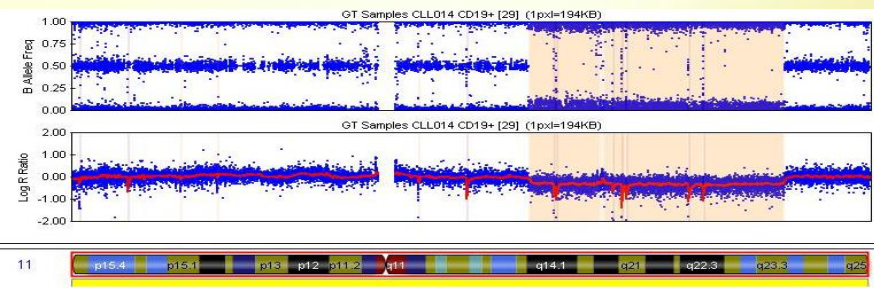 GT Samples CLL014 CD19+ [29] (1pxl=194KB)
B Allele Freq
1.00
0.75
0.50
0.25
0.00
GT Samples CLL014 CD19+ [29] (1pxl=194KB)
Log R Ratio
2.00
1.00
0.00
-1.00
-2.00
11 p15.4 p15.1 p13 p12 p11.2 q11 q14.1 q21 q22.3 q23.3 q25